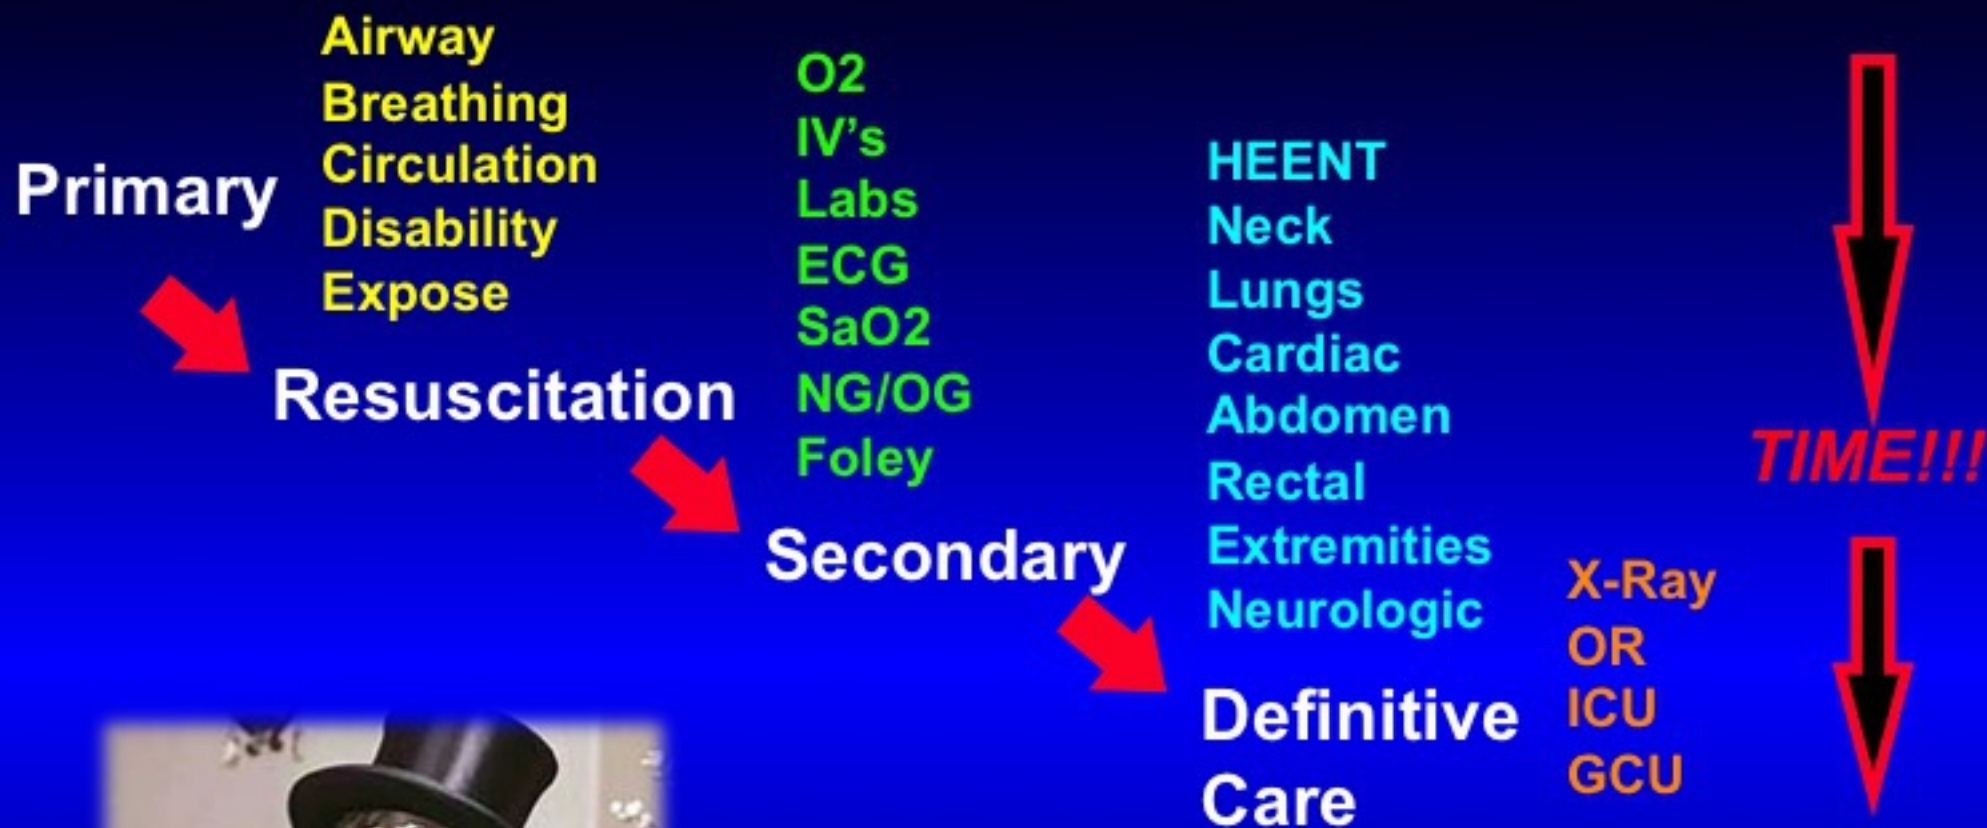 Primary
Airway
Breathing
Circulation
Disability
Expose
Resuscitation
O2
IV’s
Labs
ECG
SaO2
NG/OG
Foley
Secondary
HEENT
Neck
Lungs
Cardiac
Abdomen
Rectal
Extremities
Neurologic
Definitive
Care
X-Ray
OR
ICU
GCU
TIME!!!